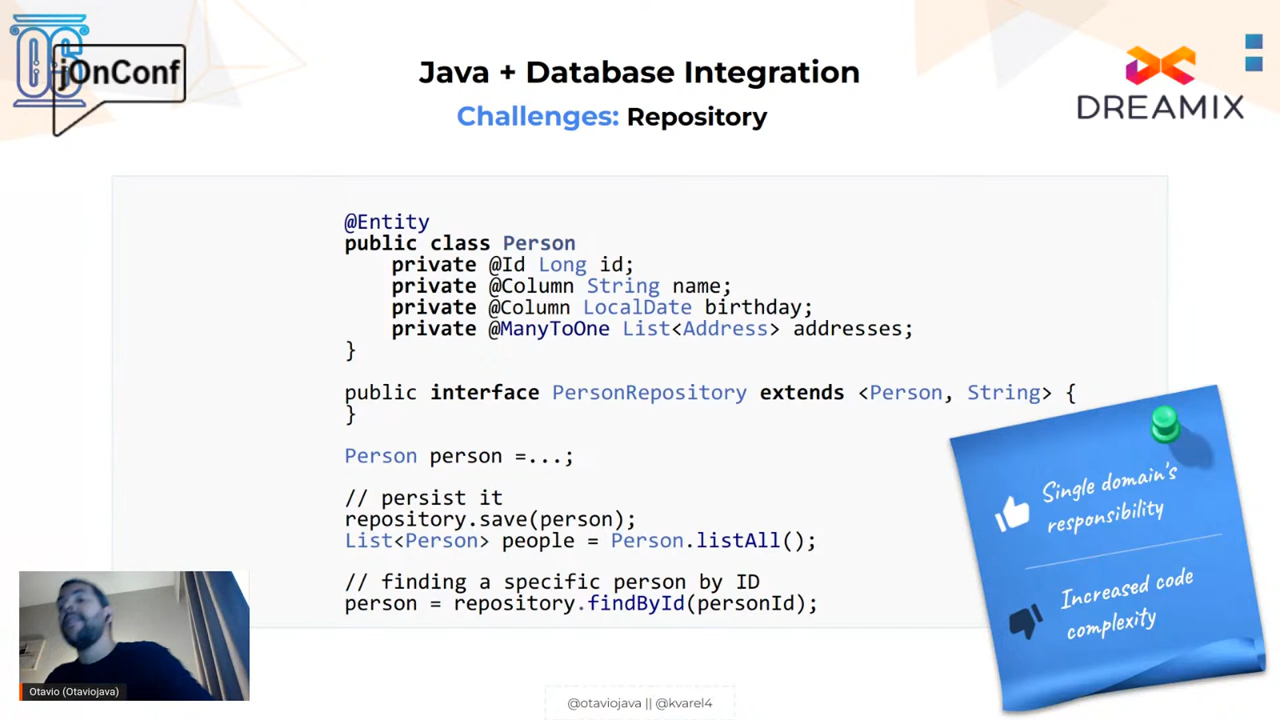 jOnConf
Java + Database Integration
Challenges: Repository
DREAMIX
@Entity
public class Person
private @Id Long id;
private @Column String name;
private @Column LocalDate birthday;
private @ManyToOne List<Address> addresses;
}
public interface PersonRepository extends <Person, String> {
}
Person person =...;
// persist it
repository.save(person);
List<Person> people = Person.listAll();
// finding a specific person by ID
person = repository.findById(personId);
Single domain's
responsibility
Increased code
complexity
Otavio (Otaviojava)
@otaviojava || @kvarel4